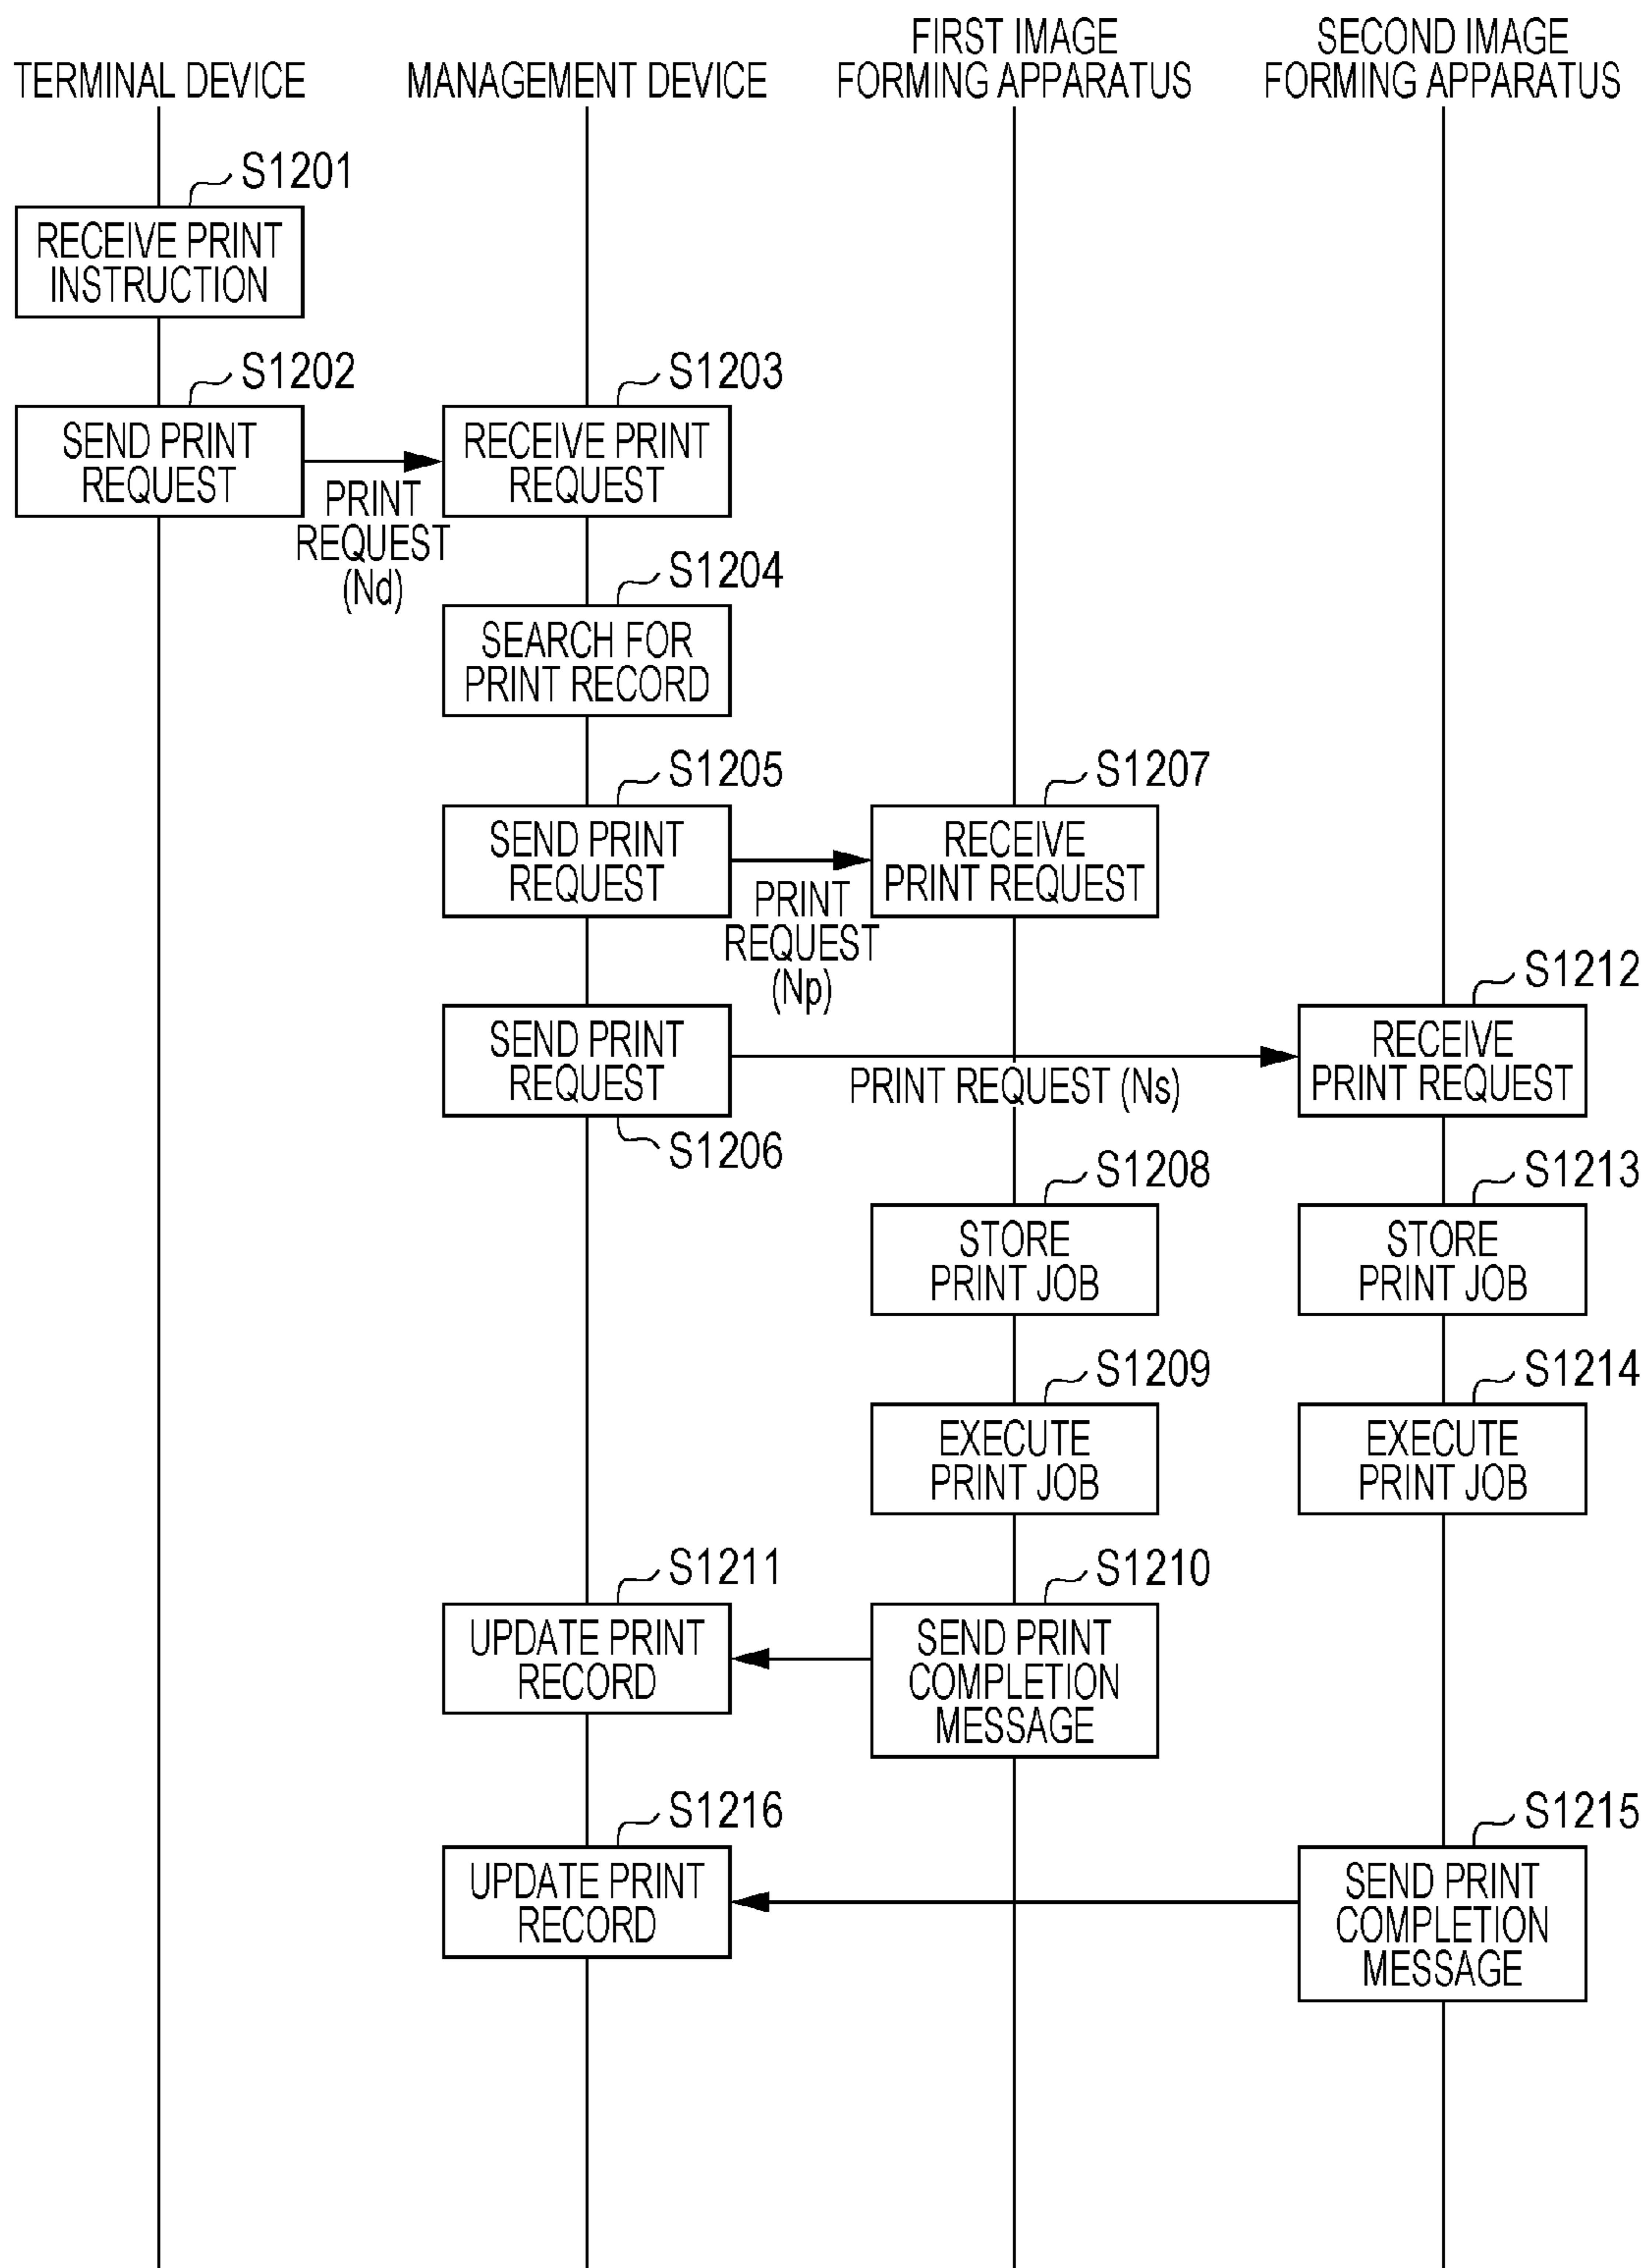 TERMINAL DEVICE
MANAGEMENT DEVICE
FIRST IMAGE
FORMING APPARATUS
SECOND IMAGE
FORMING APPARATUS
S1201
RECEIVE PRINT
INSTRUCTION
S1202
SEND PRINT
REQUEST
PRINT
REQUEST
(Nd)
S1203
RECEIVE PRINT
REQUEST
S1204
SEARCH FOR
PRINT RECORD
S1205
SEND PRINT
REQUEST
PRINT
REQUEST
(Np)
S1207
RECEIVE
PRINT REQUEST
SEND PRINT
REQUEST
S1206
PRINT REQUEST (Ns)
S1212
RECEIVE
PRINT REQUEST
S1208
STORE
PRINT JOB
S1213
STORE
PRINT JOB
S1209
EXECUTE
PRINT JOB
S1214
EXECUTE
PRINT JOB
S1211
UPDATE PRINT
RECORD
S1210
SEND PRINT
COMPLETION
MESSAGE
S1216
UPDATE PRINT
RECORD
S1215
SEND PRINT
COMPLETION
MESSAGE